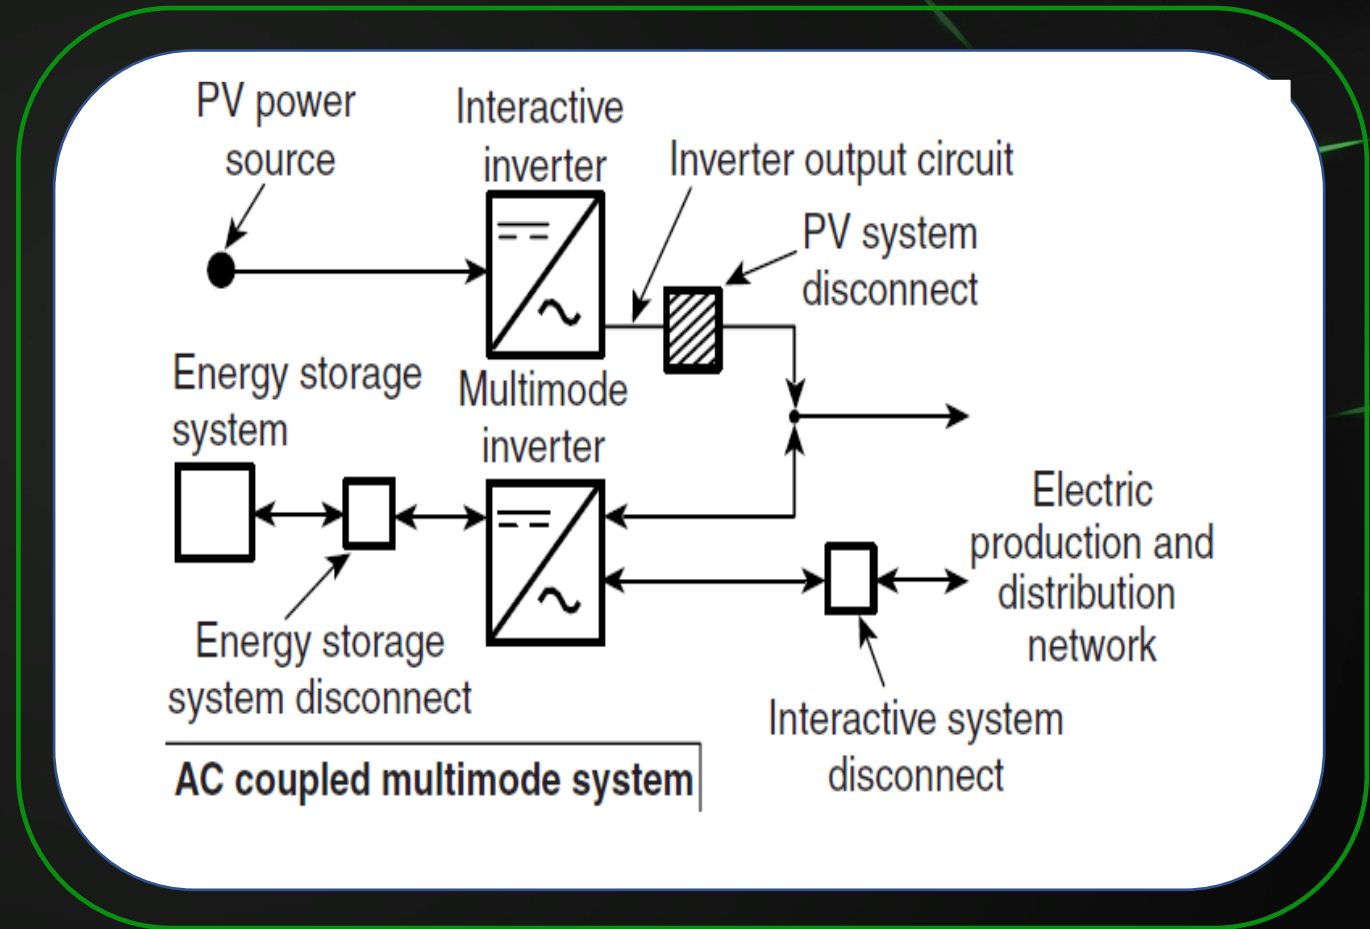 PV power
source
Interactive
inverter
Inverter output circuit
PV system
disconnect
Energy storage
system
Multimode
inverter
Electric
production and
distribution
network
Energy storage
system disconnect
Interactive system
disconnect
AC coupled multimode system